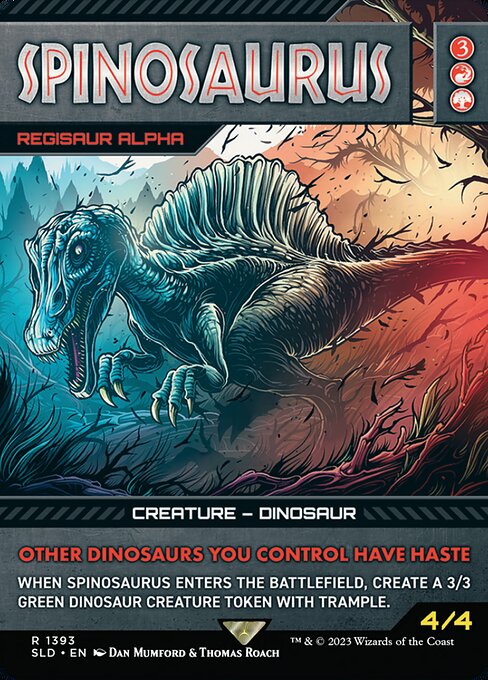 SPINOSAURUS
3
REGISAUR ALPHA
CREATURE – DINOSAUR
OTHER DINOSAURS YOU CONTROL HAVE HASTE
WHEN SPINOSAURUS ENTERS THE BATTLEFIELD, CREATE A 3/3
GREEN DINOSAUR CREATURE TOKEN WITH TRAMPLE.
4/4
R 1393
SLD • EN DAN MUMFORD & THOMAS ROACH
™ & © 2023 Wizards of the Coast